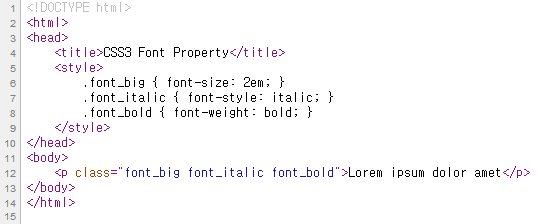 1 <!DOCTYPE html>
2 <html>
3 <head>
4     <title>CSS3 Font Property</title>
5     <style>
6         .font_big { font-size: 2em; }
7         .font_italic { font-style: italic; }
8         .font_bold { font-weight: bold; }
9     </style>
10 </head>
11 <body>
12     <p class="font_big font_italic font_bold">Lorem ipsum dolor amet</p>
13 </body>
14 </html>
15